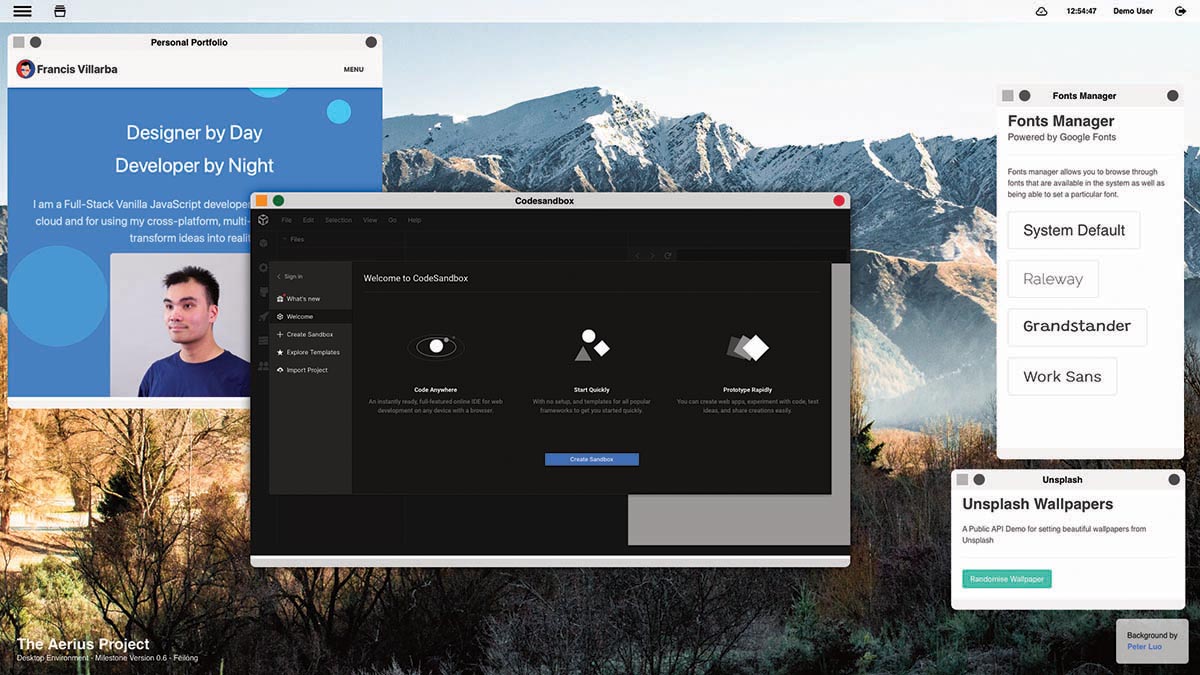 12:54:47
Demo User
Personal Portfolio
Francis Villarba
MENU
Designer by Day
Developer by Night
I am a Full-Stack Vanilla JavaScript developer
cloud and for using my cross-platform, multi-
transform ideas into realit
Codesandbox
File Edit Selection View Go Help
Files
Sign in
What's new
Welcome
Create Sandbox
Explore Templates
Import Project
Welcome to CodeSandbox
Code Anywhere
An instantly ready, full-featured online IDE for web
development on any device with a browser.
Start Quickly
With no setup, and templates for all popular
frameworks to get you started quickly.
Prototype Rapidly
You can create web apps, experiment with code, test
ideas, and share creations easily.
Create Sandbox
Fonts Manager
Fonts Manager
Powered by Google Fonts
Fonts manager allows you to browse through
fonts that are available in the system as well as
being able to set a particular font.
System Default
Raleway
Grandstander
Work Sans
Unsplash
Unsplash Wallpapers
A Public API Demo for setting beautiful wallpapers from
Unsplash
Randomise Wallpaper
The Aerius Project
Desktop Environment - Milestone Version 0.6 - Fēilóng
Background by
Peter Luo